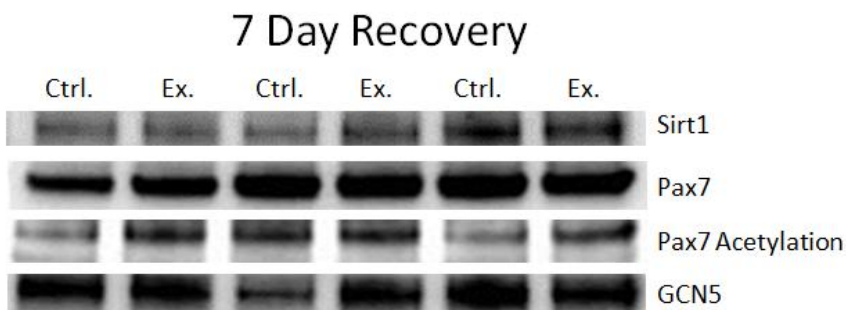 7 Day Recovery
Ctrl. Ex. Ctrl. Ex. Ctrl. Ex.
Sirt1
Pax7
Pax7 Acetylation
GCN5